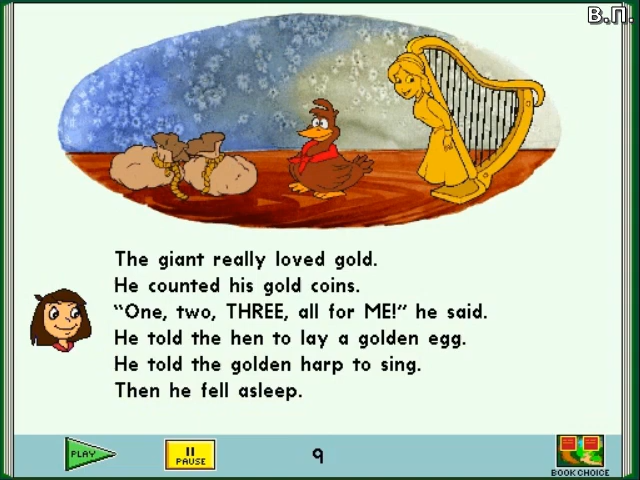 В.П.
The giant really loved gold.
He counted his gold coins.
“One, two, THREE, all for ME!” he said.
He told the hen to lay a golden egg.
He told the golden harp to sing.
Then he fell asleep.
PLAY
PAUSE
9
BOOK CHOICE